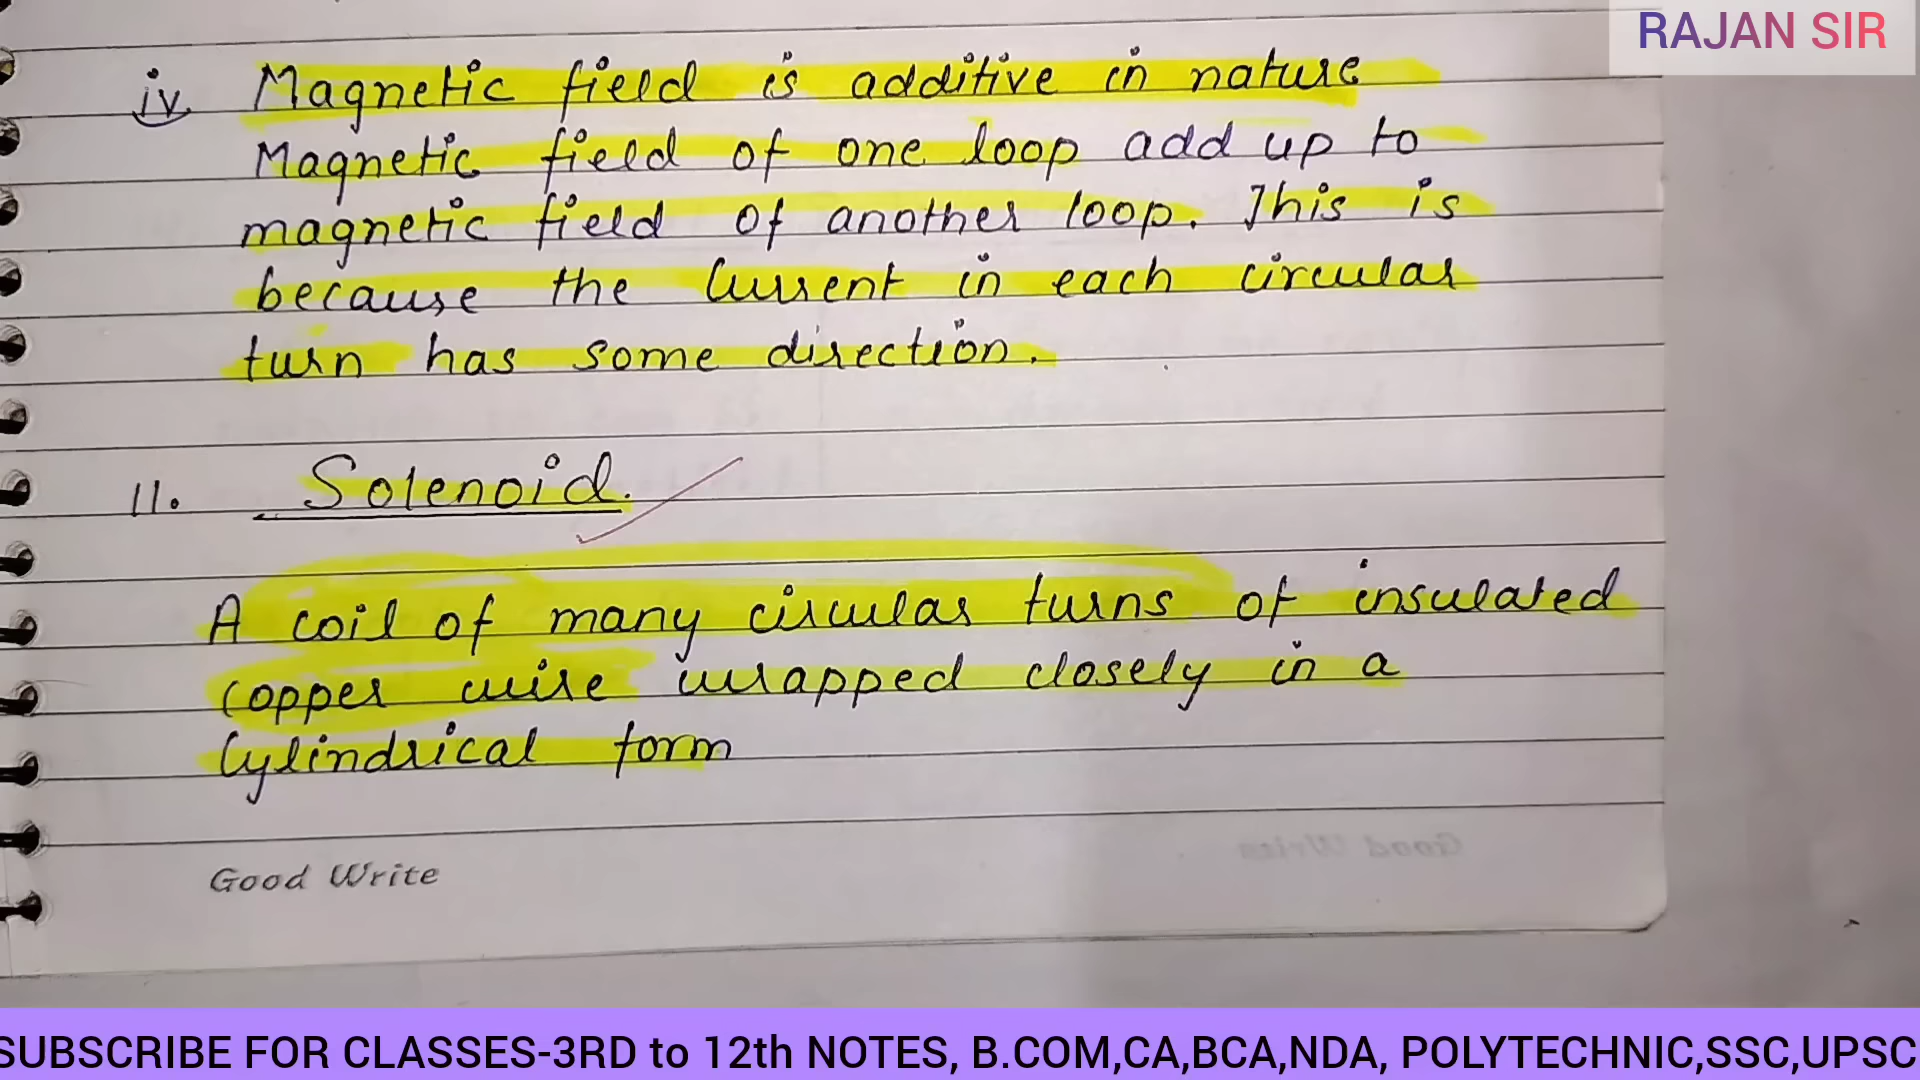 RAJAN SIR
iv. Magnetic field is additive in nature
Magnetic field of one loop add up to
magnetic field of another loop. This is
because the current in each circular
turn has some direction.
11. Solenoid.
A coil of many circular turns of insulated
copper wire wrapped closely in a
Cylindrical form
Good Write
SUBSCRIBE FOR CLASSES-3RD to 12th NOTES, B.COM,CA,BCA,NDA, POLYTECHNIC,SSC,UPSC